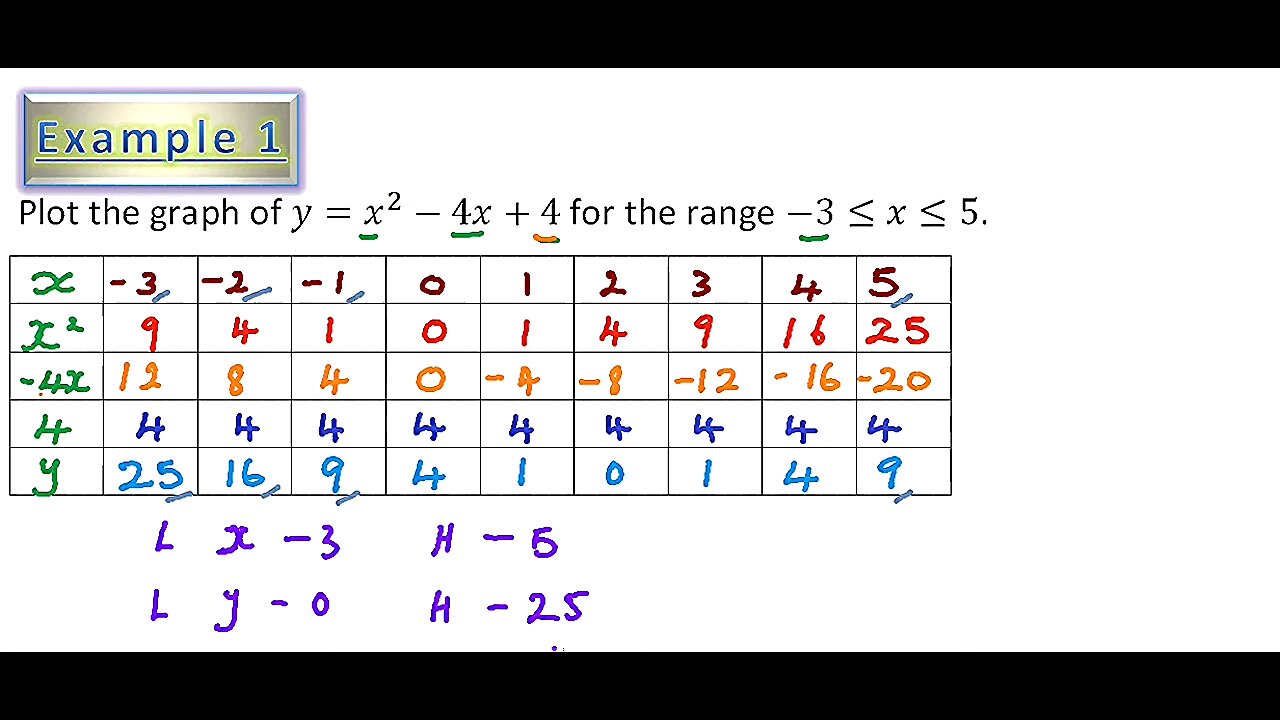 Example 1
Plot the graph of y = x² − 4x + 4 for the range −3 ≤ x ≤ 5.
x -3 -2 -1 0 1 2 3 4 5
x² 9 4 1 0 1 4 9 16 25
-4x 12 8 4 0 -4 -8 -12 -16 -20
4 4 4 4 4 4 4 4 4 4
y 25 16 9 4 1 0 1 4 9
L x -3 H - 5
L y - 0 H - 25